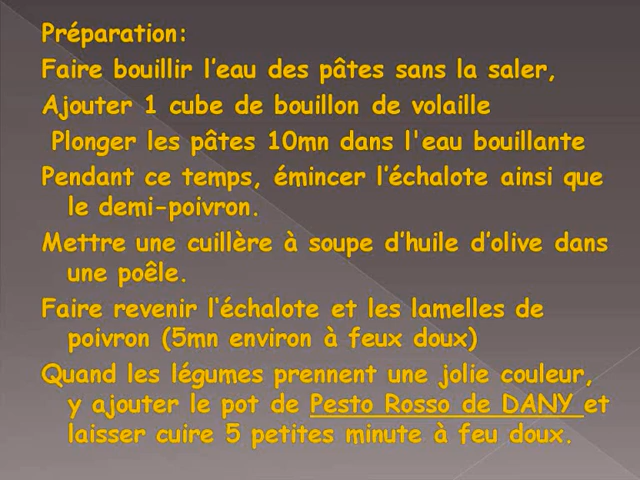 Préparation:
Faire bouillir l’eau des pâtes sans la saler,
Ajouter 1 cube de bouillon de volaille
Plonger les pâtes 10mn dans l'eau bouillante
Pendant ce temps, émincer l’échalote ainsi que
le demi-poivron.
Mettre une cuillère à soupe d’huile d’olive dans
une poêle.
Faire revenir l‘échalote et les lamelles de
poivron (5mn environ à feux doux)
Quand les légumes prennent une jolie couleur,
y ajouter le pot de Pesto Rosso de DANY et
laisser cuire 5 petites minute à feu doux.